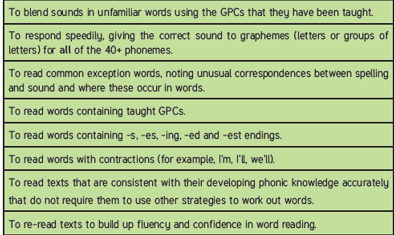 To blend sounds in unfamiliar words using the GPCs that they have been taught.
To respond speedily, giving the correct sound to graphemes (letters or groups of
letters) for all of the 40+ phonemes.
To read common exception words, noting unusual correspondences between spelling
and sound and where these occur in words.
To read words containing taught GPCs.
To read words containing -s, -es, -ing, -ed and -est endings.
To read words with contractions (for example, I'm, I'll, we'll).
To read texts that are consistent with their developing phonic knowledge accurately
that do not require them to use other strategies to work out words.
To re-read texts to build up fluency and confidence in word reading.